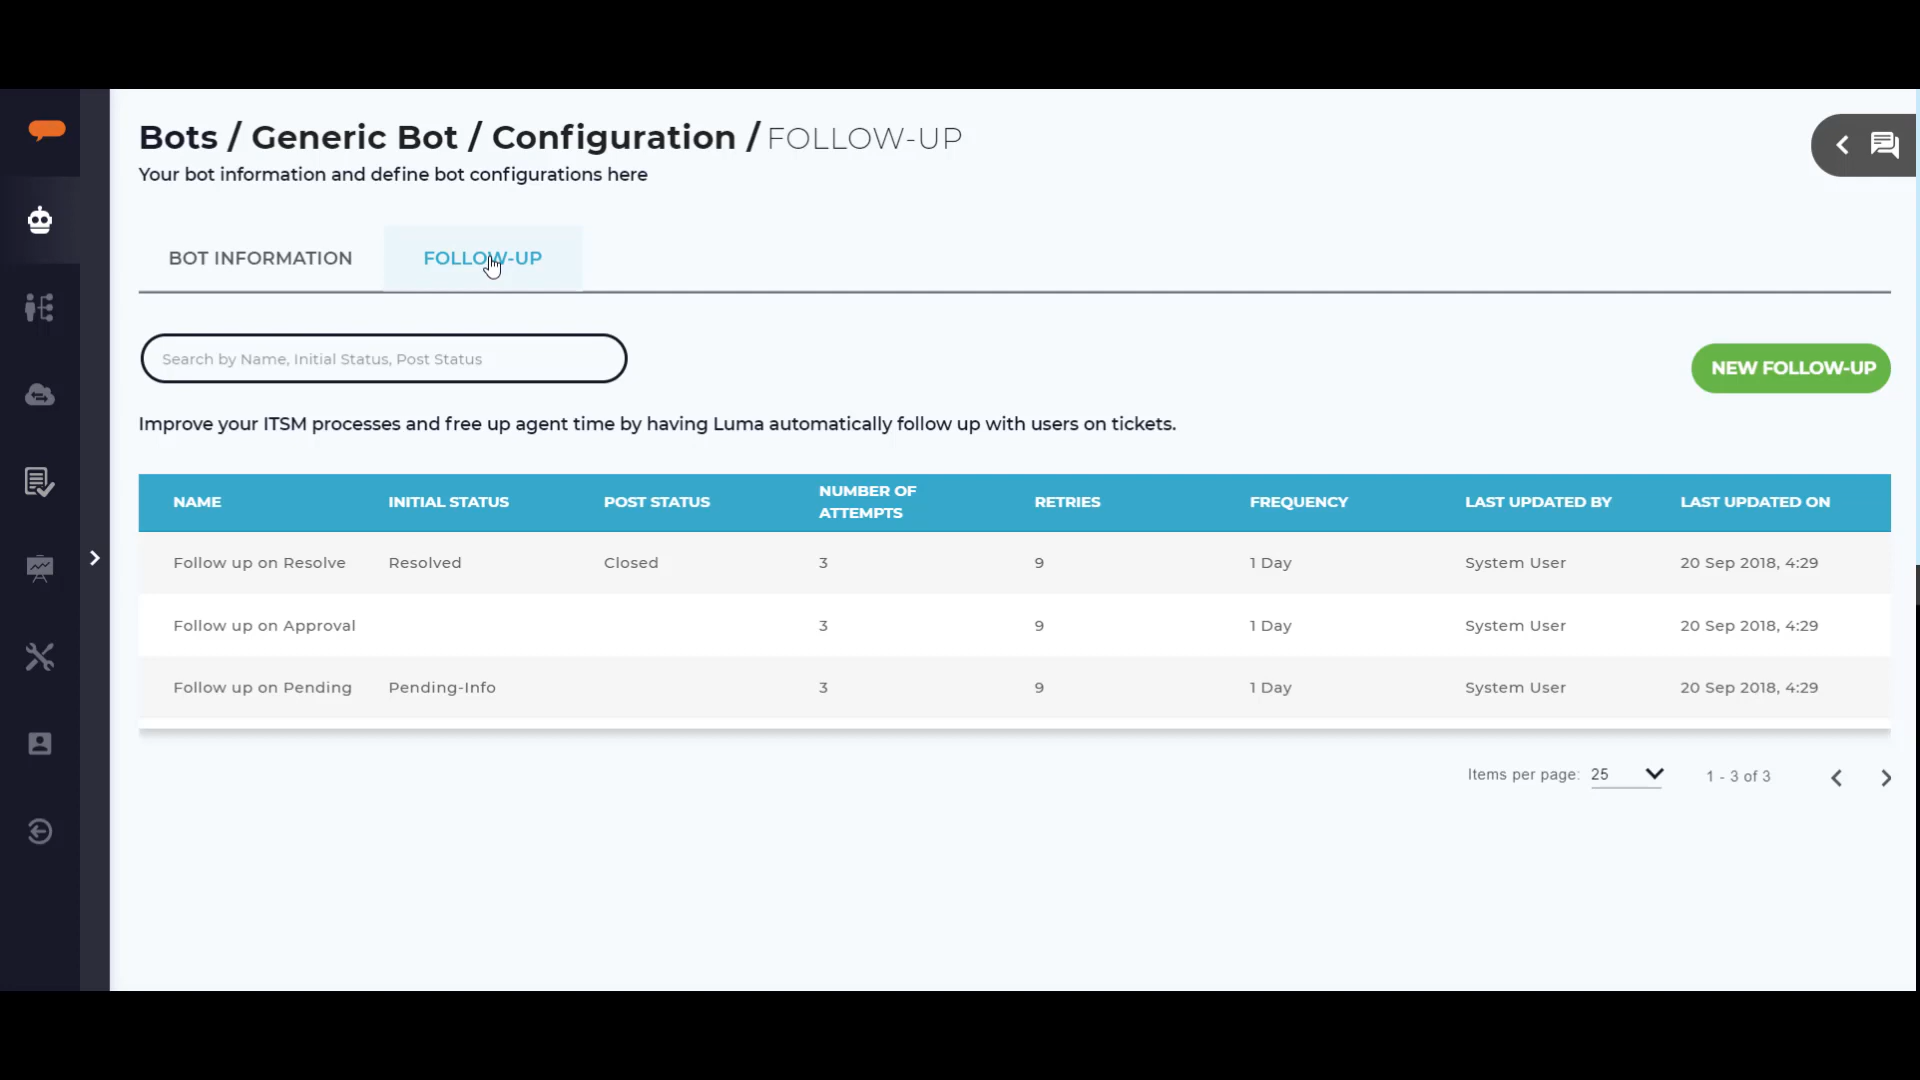 Bots / Generic Bot / Configuration / FOLLOW-UP
Your bot information and define bot configurations here
BOT INFORMATION FOLLOW-UP
Search by Name, Initial Status, Post Status
NEW FOLLOW-UP
Improve your ITSM processes and free up agent time by having Luma automatically follow up with users on tickets.
NAME INITIAL STATUS POST STATUS NUMBER OF ATTEMPTS RETRIES FREQUENCY LAST UPDATED BY LAST UPDATED ON
Follow up on Resolve Resolved Closed 3 9 1 Day System User 20 Sep 2018, 4:29
Follow up on Approval 3 9 1 Day System User 20 Sep 2018, 4:29
Follow up on Pending Pending-Info 3 9 1 Day System User 20 Sep 2018, 4:29
Items per page: 25 1 - 3 of 3